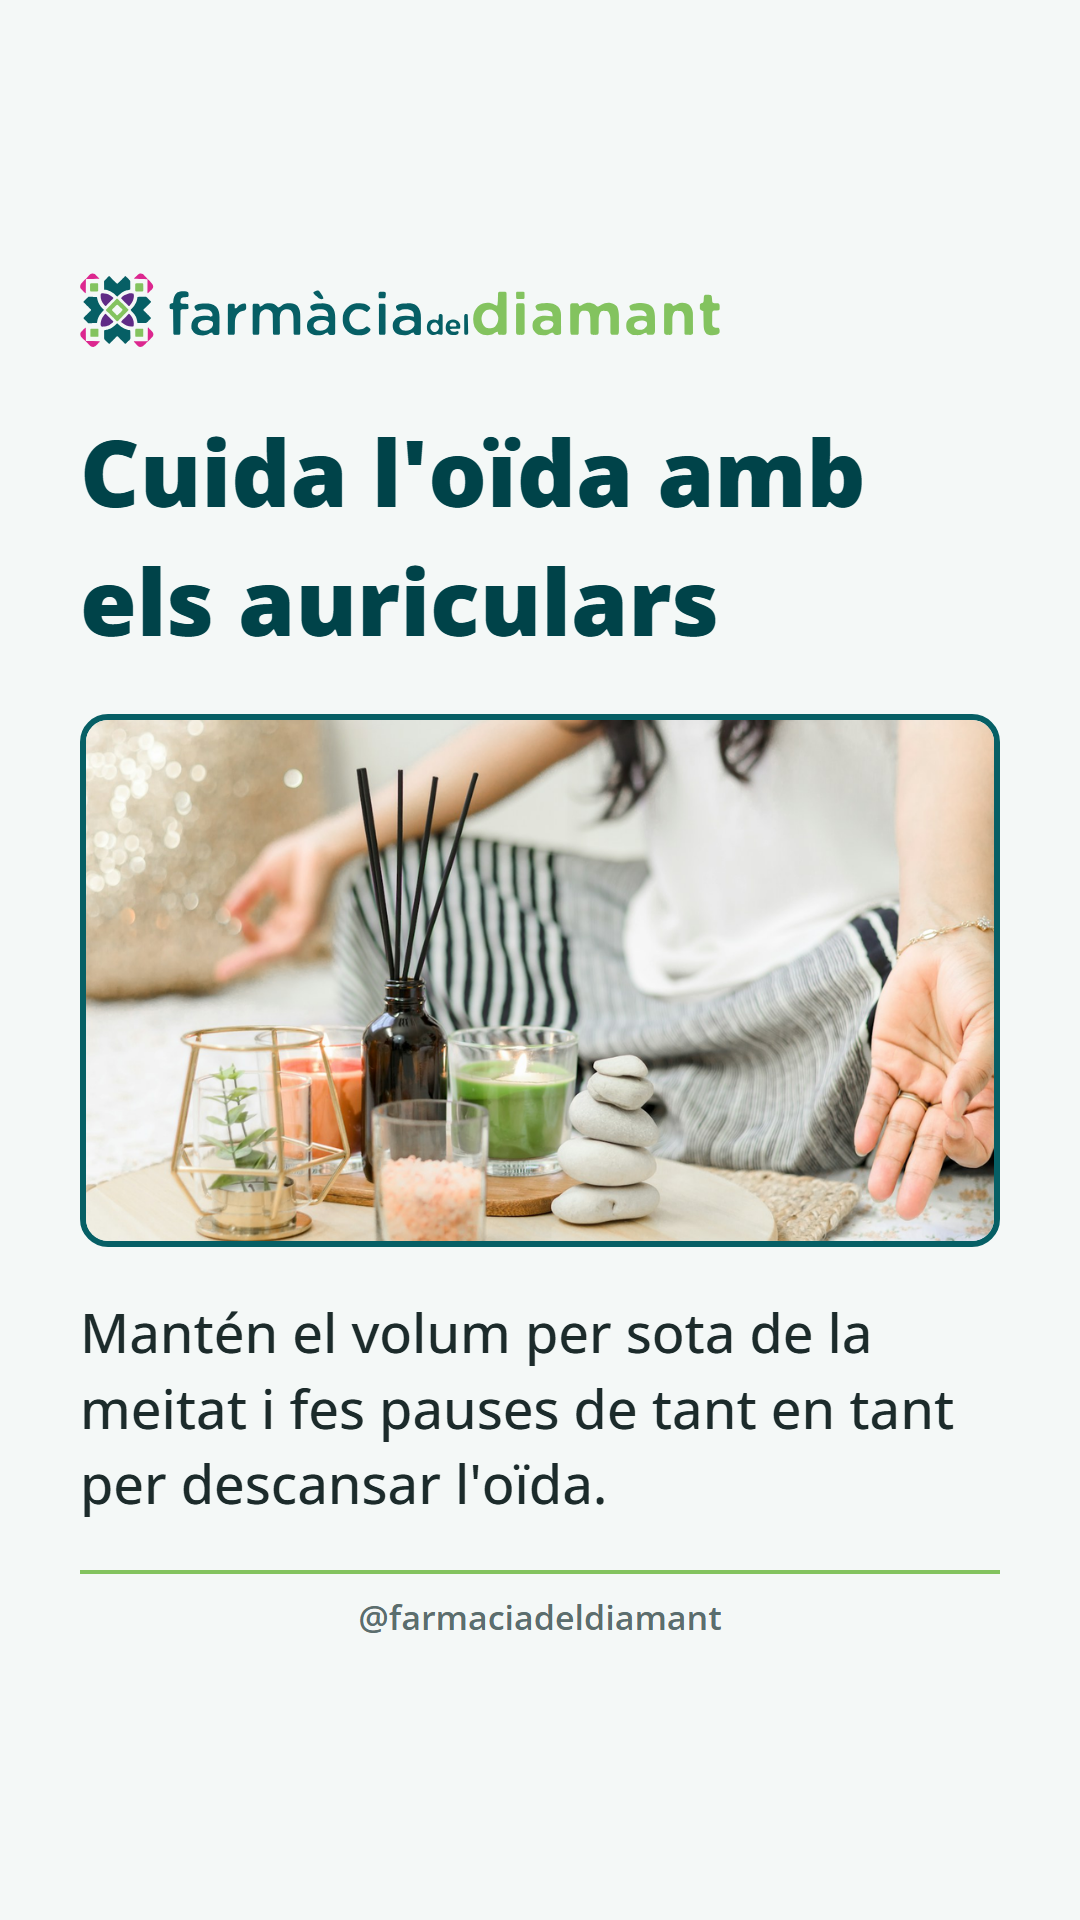 farmàciadeldiamant
Cuida l'oïda amb
els auriculars
Mantén el volum per sota de la
meitat i fes pauses de tant en tant
per descansar l'oïda.
@farmaciadeldiamant